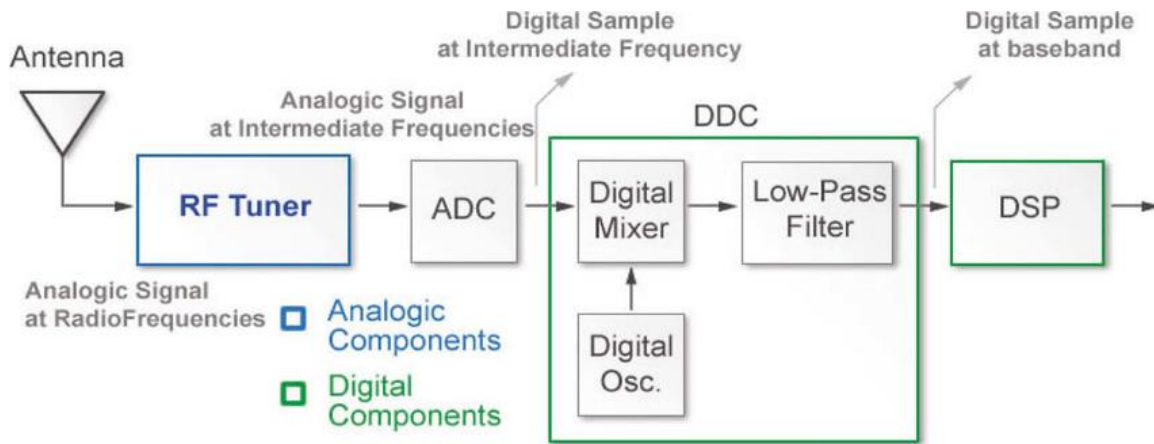 Digital Sample
at Intermediate Frequency
Digital Sample
at baseband
Antenna
Analogic Signal
at Intermediate Frequencies
DDC
RF Tuner
ADC
Digital
Mixer
Low-Pass
Filter
DSP
Analogic Signal
at RadioFrequencies
Analogic
Components
Digital
Osc.
Digital
Components